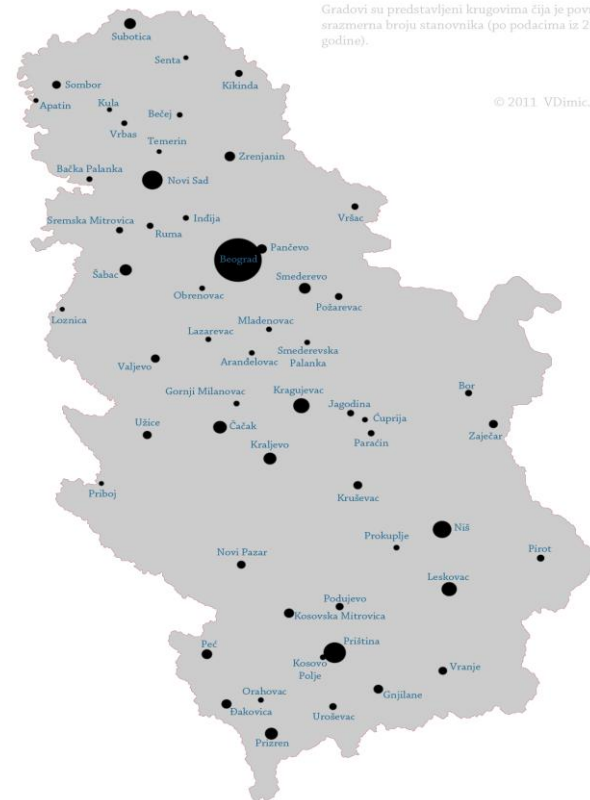 Gradovi su predstavljeni krugovima čija je
srazmerna broju stanovnika (po podacima iz
godine).
© 2011 VDimic.
Subotica
Senta
Kikinda
Sombor
Apatin
Kula
Bečej
Vrbas
Temerin
Zrenjanin
Bačka Palanka
Novi Sad
Vršac
Inđija
Sremska Mitrovica
Ruma
Pančevo
Beograd
Šabac
Smederevo
Obrenovac
Požarevac
Loznica
Mladenovac
Lazarevac
Smederevska
Palanka
Aranđelovac
Valjevo
Bor
Gornji Milanovac
Kragujevac
Jagodina
Ćuprija
Užice
Čačak
Zaječar
Paraćin
Kraljevo
Priboj
Kruševac
Niš
Prokuplje
Novi Pazar
Pirot
Leskovac
Podujevo
Kosovska Mitrovica
Peć
Priština
Kosovo
Polje
Vranje
Orahovac
Gnjilane
Đakovica
Uroševac
Prizren